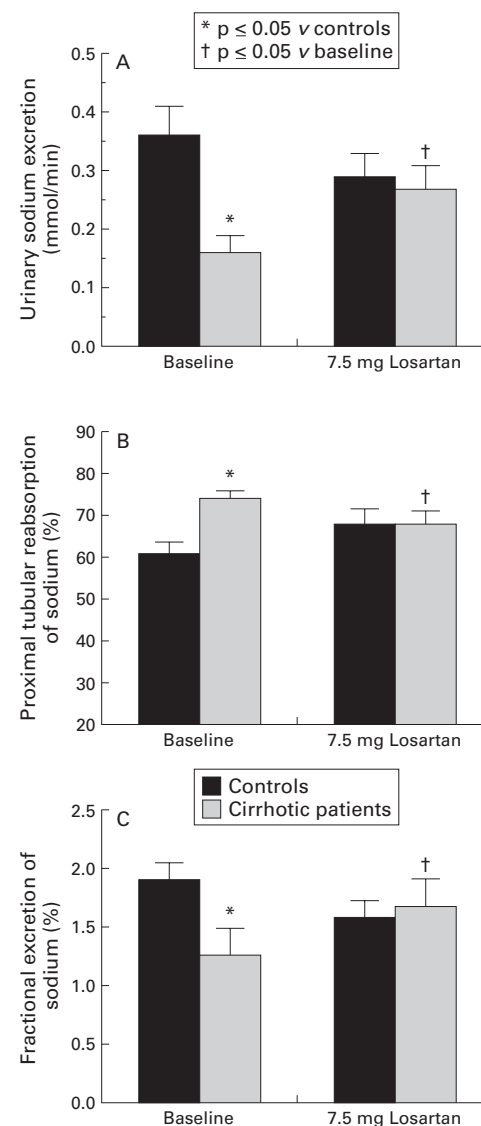 * p ≤ 0.05 v controls
† p ≤ 0.05 v baseline
A
Urinary sodium excretion
(mmol/min)
0.5
0.4
0.3
0.2
0.1
0.0
*
†
Baseline
7.5 mg Losartan
B
Proximal tubular reabsorption
of sodium (%)
90
80
70
60
50
40
30
20
*
†
Baseline
7.5 mg Losartan
Controls
Cirrhotic patients
C
Fractional excretion of
sodium (%)
2.5
2.0
1.5
1.0
0.5
0.0
*
†
Baseline
7.5 mg Losartan